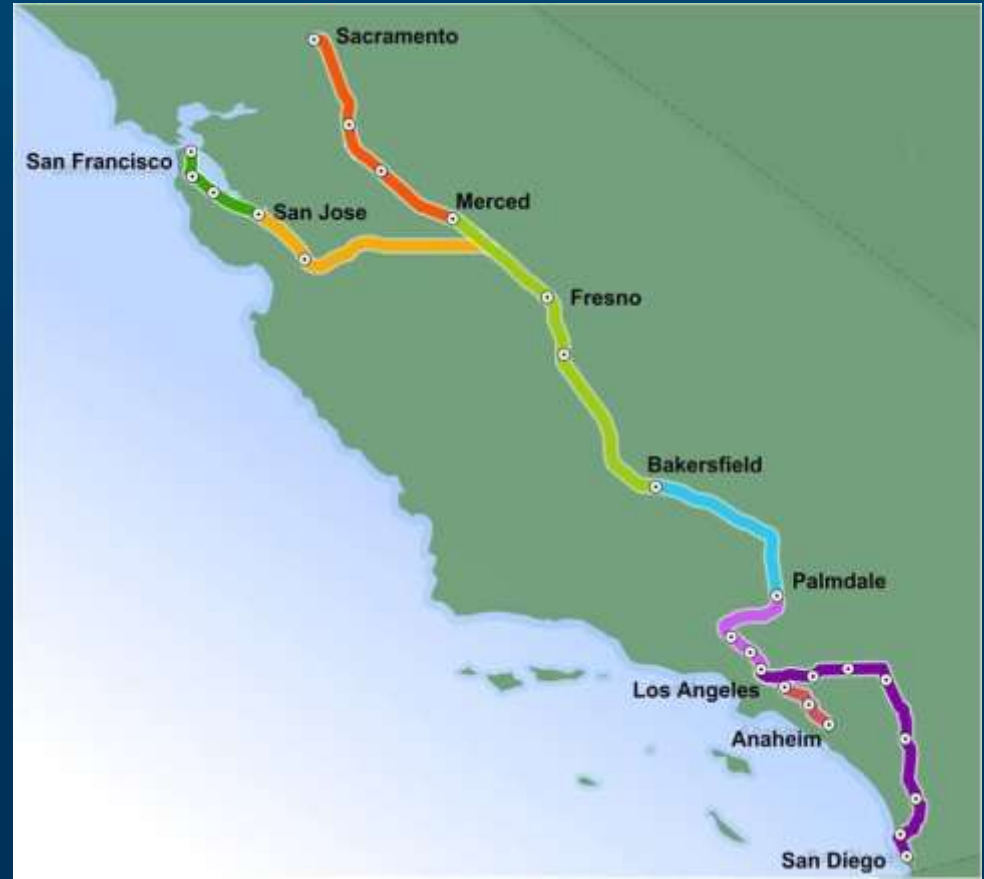 Sacramento
San Francisco
Merced
San Jose
Fresno
Bakersfield
Palmdale
Los Angeles
Anaheim
San Diego